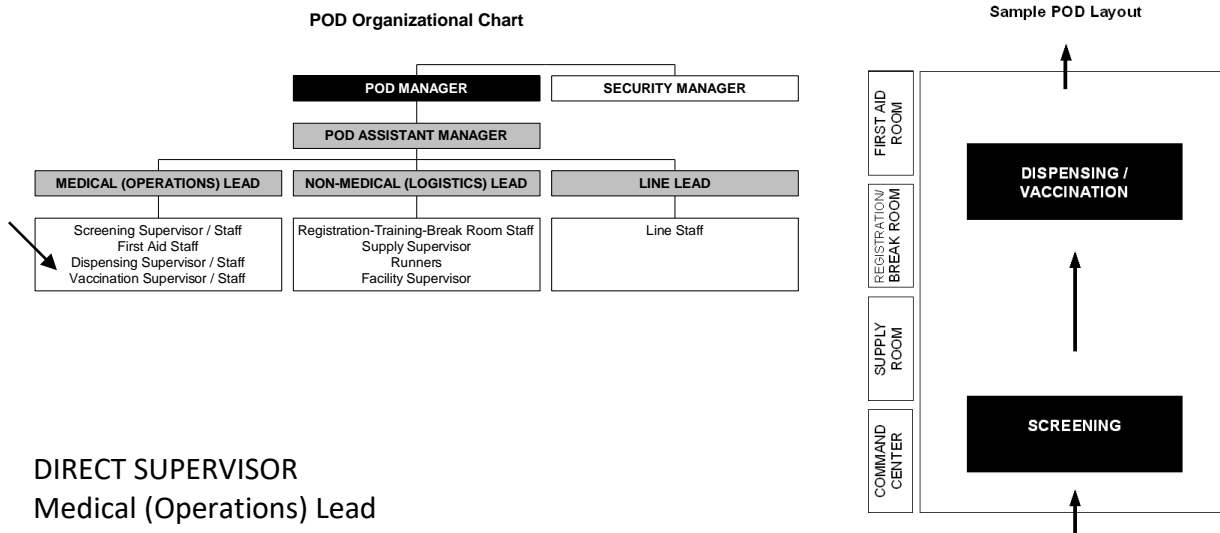 POD Organizational Chart
POD MANAGER
SECURITY MANAGER
POD ASSISTANT MANAGER
MEDICAL (OPERATIONS) LEAD
NON-MEDICAL (LOGISTICS) LEAD
LINE LEAD
Screening Supervisor / Staff
First Aid Staff
Dispensing Supervisor / Staff
Vaccination Supervisor / Staff
Registration-Training-Break Room Staff
Supply Supervisor
Runners
Facility Supervisor
Line Staff
DIRECT SUPERVISOR
Medical (Operations) Lead
Sample POD Layout
FIRST AID
ROOM
REGISTRATION/
BREAK ROOM
SUPPLY
ROOM
COMMAND
CENTER
DISPENSING /
VACCINATION
SCREENING